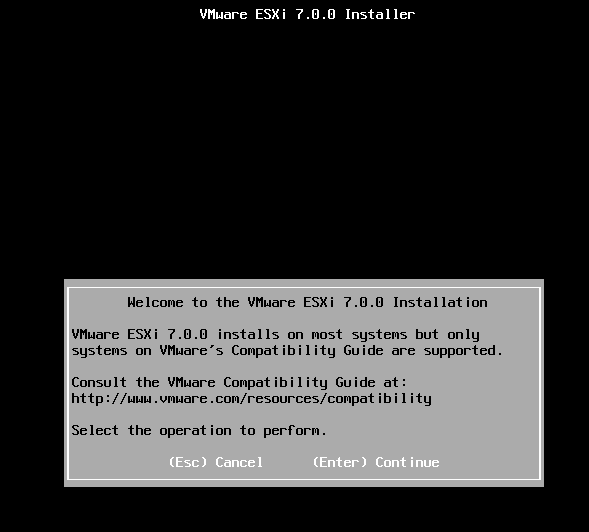 VMware ESXi 7.0.0 Installer
Welcome to the VMware ESXi 7.0.0 Installation
VMware ESXi 7.0.0 installs on most systems but only
systems on VMware's Compatibility Guide are supported.
Consult the VMware Compatibility Guide at:
http://www.vmware.com/resources/compatibility
Select the operation to perform.
(Esc) Cancel (Enter) Continue